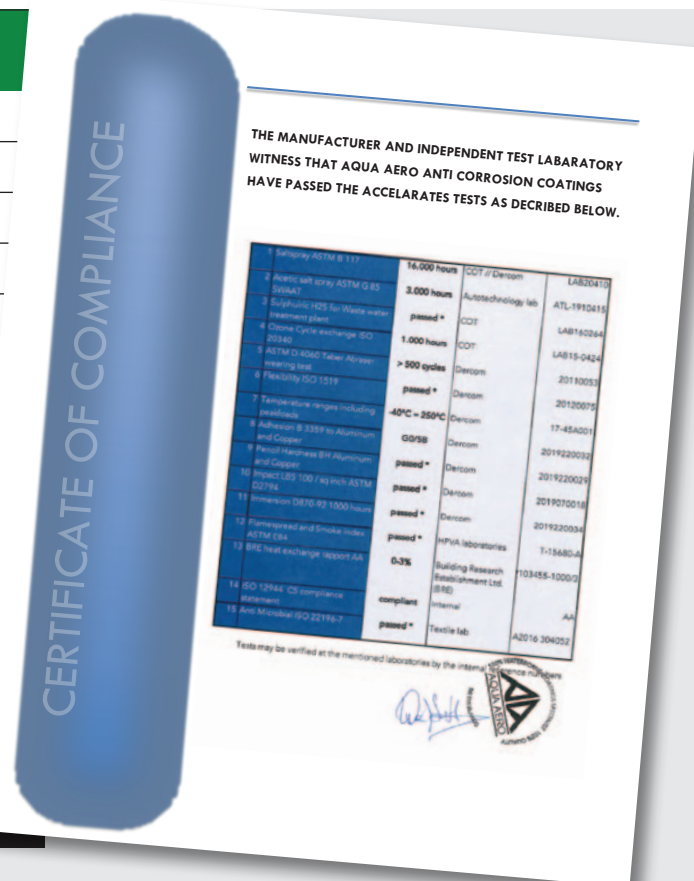 CERTIFICATE OF COMPLIANCE
THE MANUFACTURER AND INDEPENDENT TEST LABARATORY
WITNESS THAT AQUA AERO ANTI CORROSION COATINGS
HAVE PASSED THE ACCELARATES TESTS AS DECRIBED BELOW.
1 Saltspray ASTM B 117 16.000 hours COT // Dercom LAB20410
2 Acetic salt spray ASTM G 85 SWAAT 3.000 hours Autotechnology lab ATL-1910415
3 Sulphuric H2S for Waste water treatment plant passed * COT LAB160264
4 Ozone Cycle exchange ISO 20340 1.000 hours COT LAB15-0424
5 ASTM D 4060 Taber Abraser wearing test > 500 cycles Dercom 20110053
6 Flexibility ISO 1519 passed * Dercom 20120075
7 Temperature ranges including peakloads -40°C – 250°C Dercom 17-45A001
8 Adhesion B 3359 to Aluminum and Copper G0/5B Dercom 2019220032
9 Pencil Hardness 8H Aluminum and Copper passed * Dercom 2019220029
10 Impact LBS 100 / sq inch ASTM D2794 passed * Dercom 2019070018
11 Immersion D870-92 1000 hours passed * Dercom 2019220034
12 Flamespread and Smoke index ASTM E84 passed * HPVA laboratories T-15680-A
13 BRE heat exchange rapport AA 0-3% Building Research Establishment Ltd. (BRE)
14 ISO 12944 C5 compliance statement compliant Internal AA
15 Anti Microbial ISO 22196-7 passed * Textile lab A2016 304052
Tests may be verified at the mentioned laboratories by the internal reference numbers
AQUA AERO